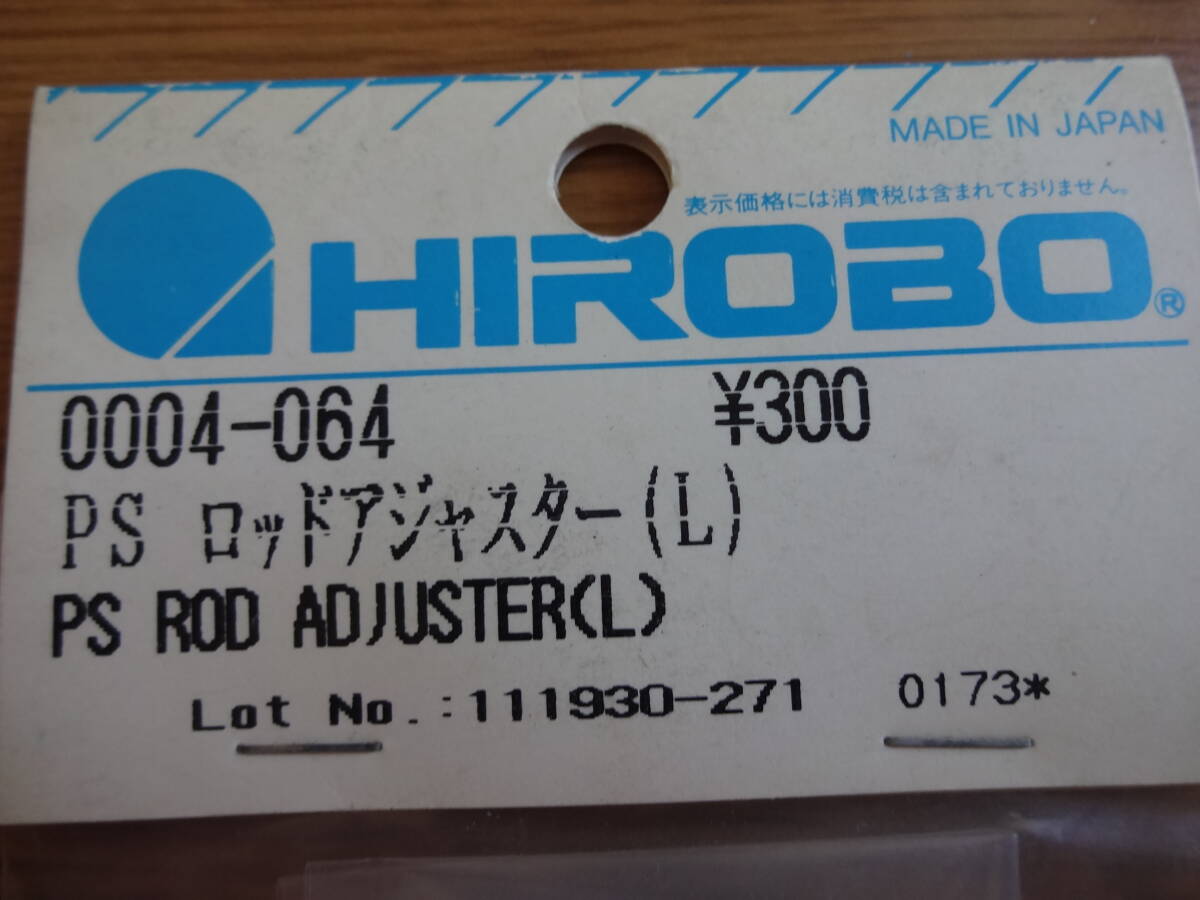 MADE IN JAPAN
表示価格には消費税は含まれておりません。
HIROBO®
0004-064 ¥300
PS ロッドアジャスター(L)
PS ROD ADJUSTER(L)
Lot No.:111930-271 0173*